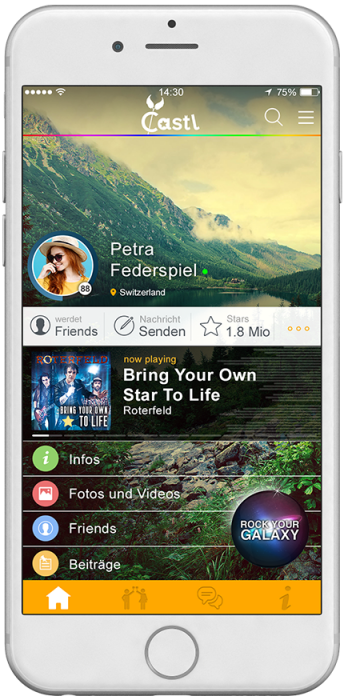 14:30
75%
Castl
Petra
Federspiel
88
Switzerland
werdet
Friends
Nachricht
Senden
Stars
1.8 Mio
ROTERFELD
BRING YOUR OWN
TO LIFE
now playing
Bring Your Own
Star To Life
Roterfeld
Infos
Fotos und Videos
Friends
Beiträge
ROCK YOUR
GALAXY